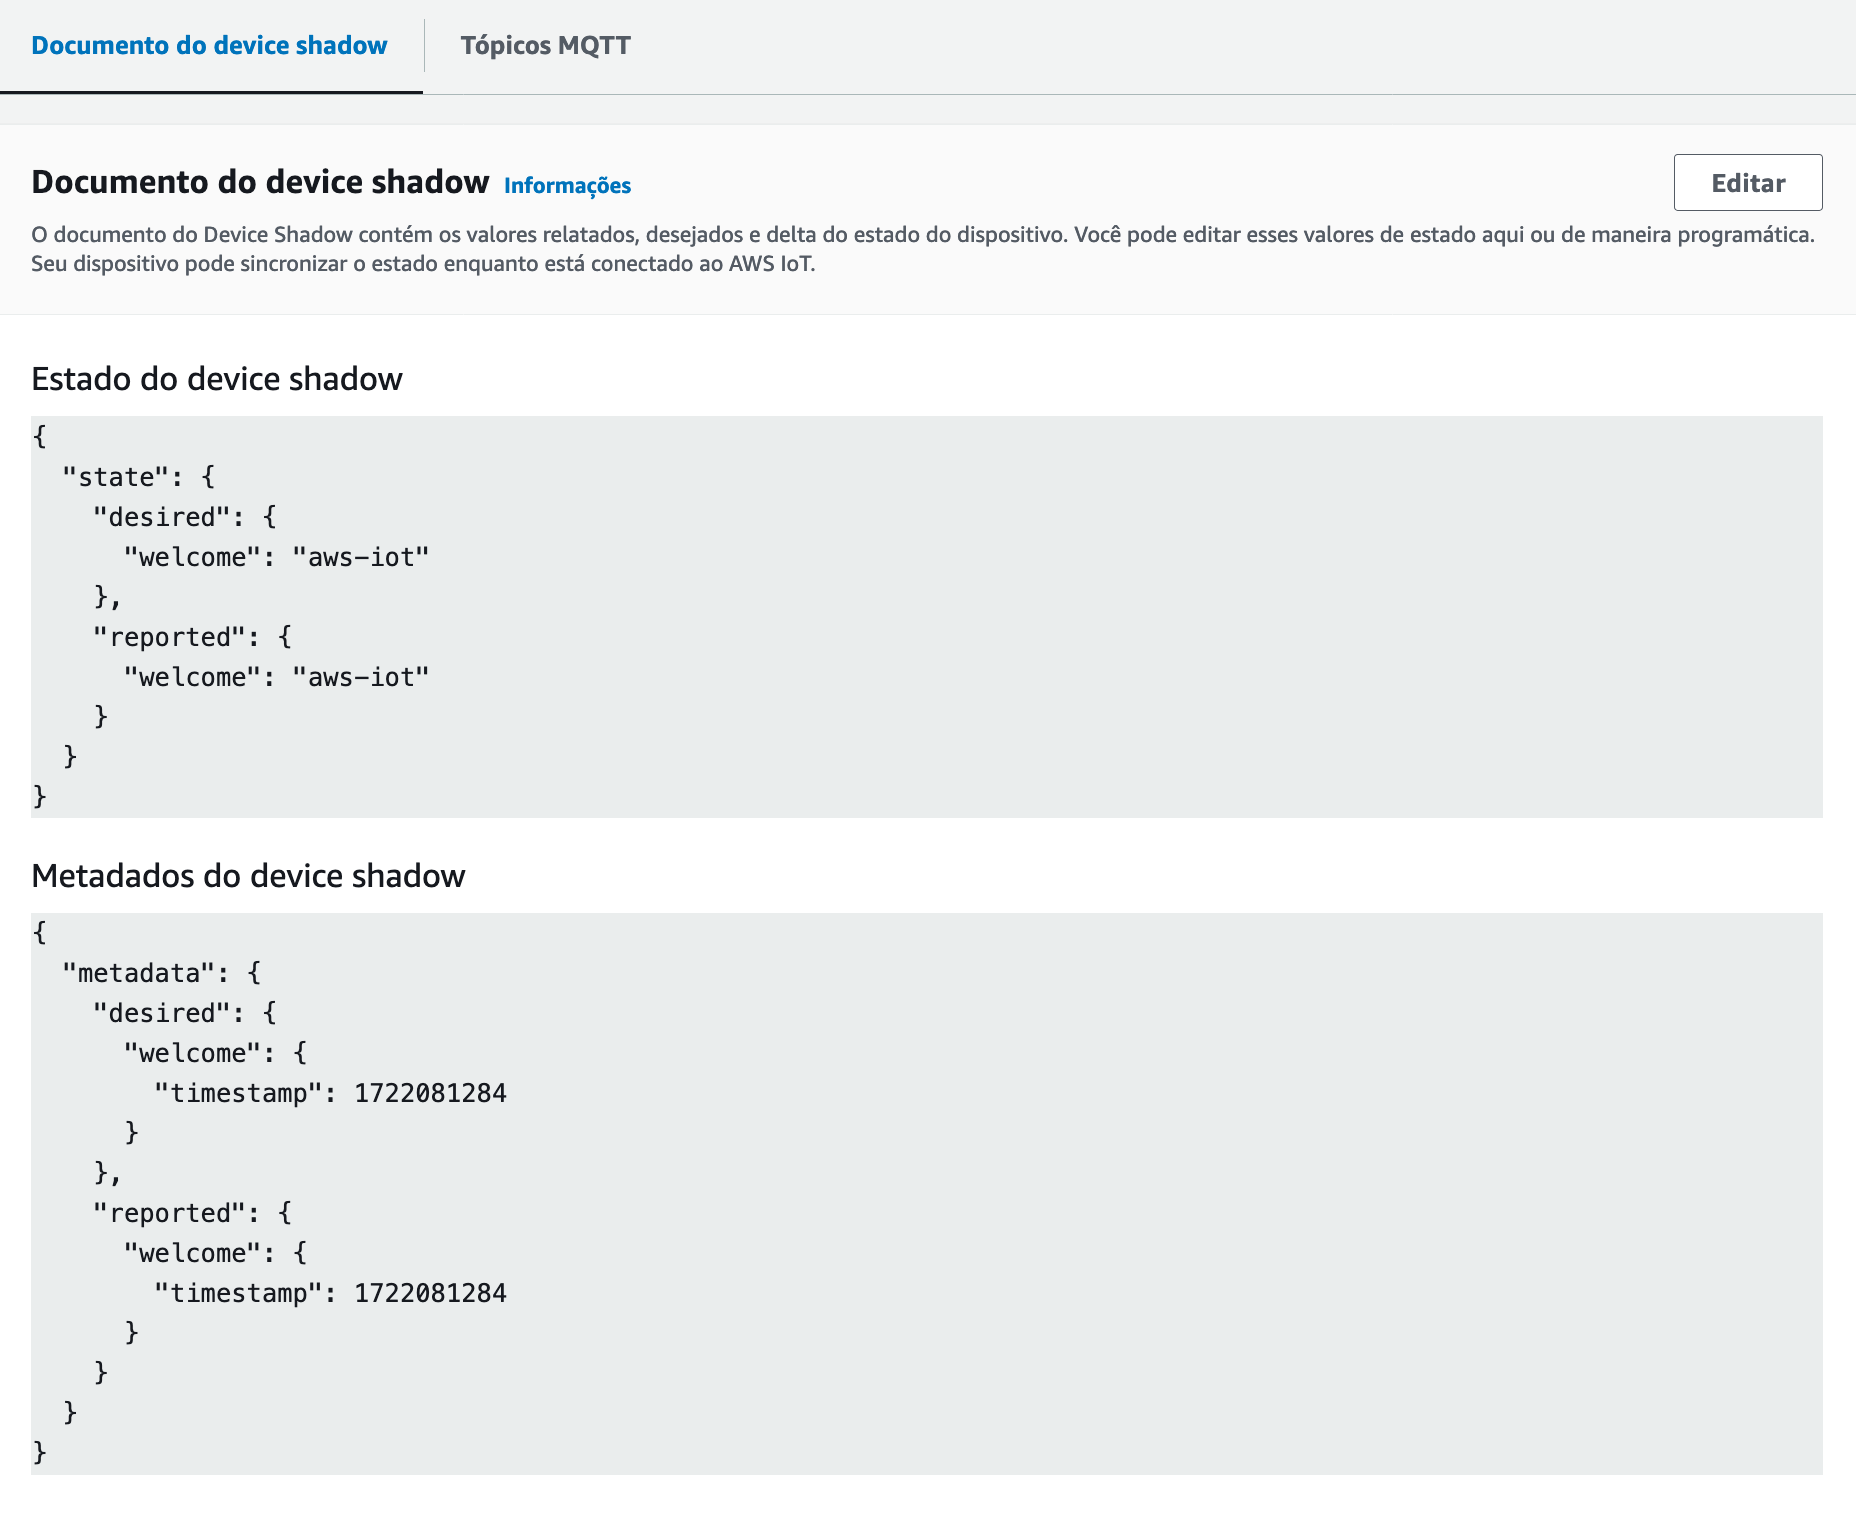 Documento do device shadow
Tópicos MQTT
Documento do device shadow Informações
Editar
O documento do Device Shadow contém os valores relatados, desejados e delta do estado do dispositivo. Você pode editar esses valores de estado aqui ou de maneira programática.
Seu dispositivo pode sincronizar o estado enquanto está conectado ao AWS IoT.
Estado do device shadow
{
  "state": {
    "desired": {
      "welcome": "aws-iot"
    },
    "reported": {
      "welcome": "aws-iot"
    }
  }
}
Metadados do device shadow
{
  "metadata": {
    "desired": {
      "welcome": {
        "timestamp": 1722081284
      }
    },
    "reported": {
      "welcome": {
        "timestamp": 1722081284
      }
    }
  }
}